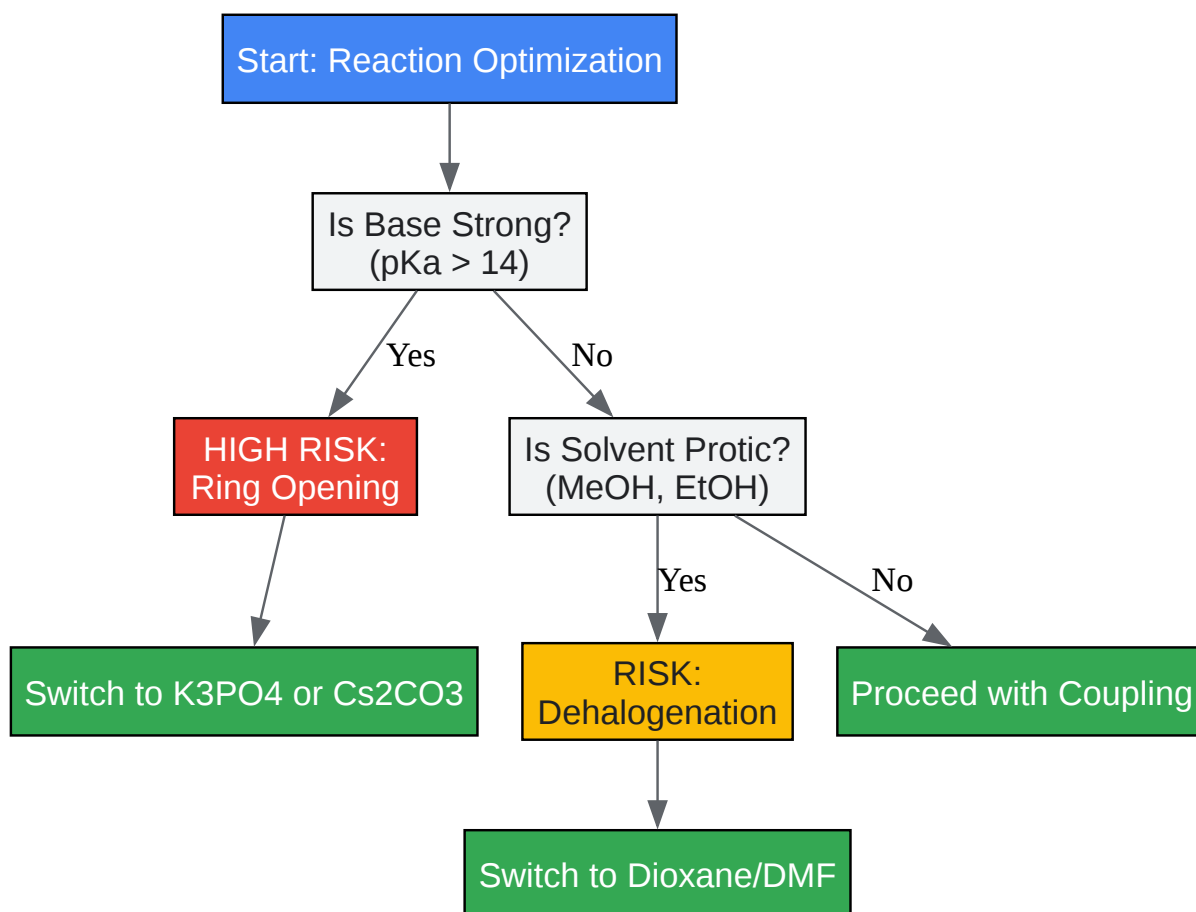 Start: Reaction Optimization
Is Base Strong?
(pKa > 14)
Yes
No
HIGH RISK:
Ring Opening
Is Solvent Protic?
(MeOH, EtOH)
Yes
No
Switch to K3PO4 or Cs2CO3
RISK:
Dehalogenation
Proceed with Coupling
Switch to Dioxane/DMF